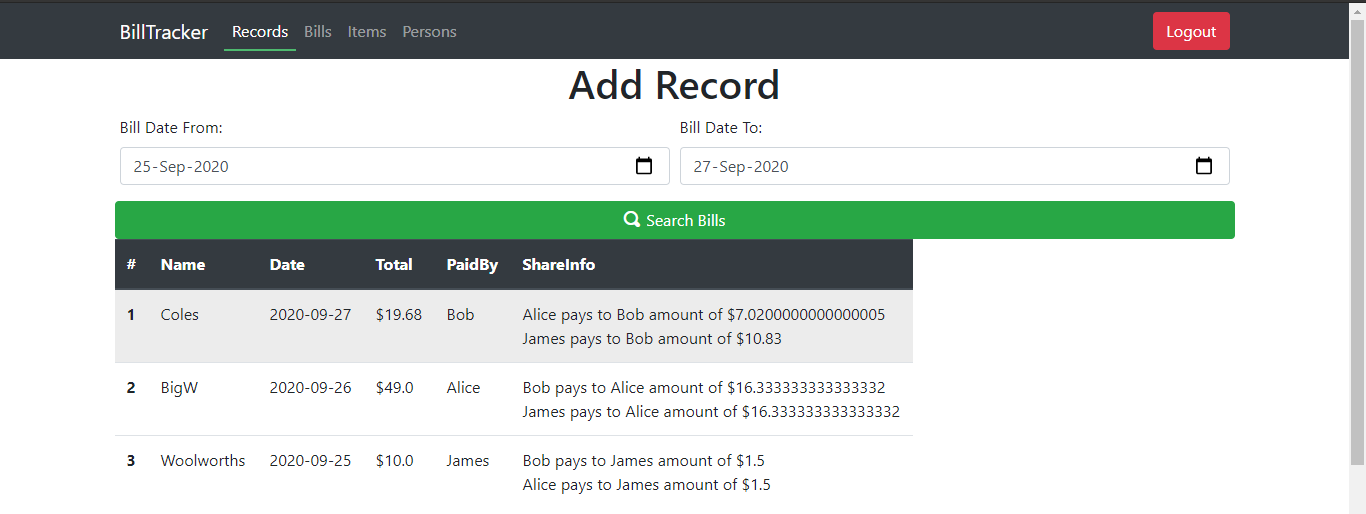 BillTracker Records Bills Items Persons Logout
Add Record
Bill Date From: Bill Date To:
25-Sep-2020 27-Sep-2020
Search Bills
# Name Date Total PaidBy ShareInfo
1 Coles 2020-09-27 $19.68 Bob Alice pays to Bob amount of $7.0200000000000005
James pays to Bob amount of $10.83
2 BigW 2020-09-26 $49.0 Alice Bob pays to Alice amount of $16.333333333333332
James pays to Alice amount of $16.333333333333332
3 Woolworths 2020-09-25 $10.0 James Bob pays to James amount of $1.5
Alice pays to James amount of $1.5